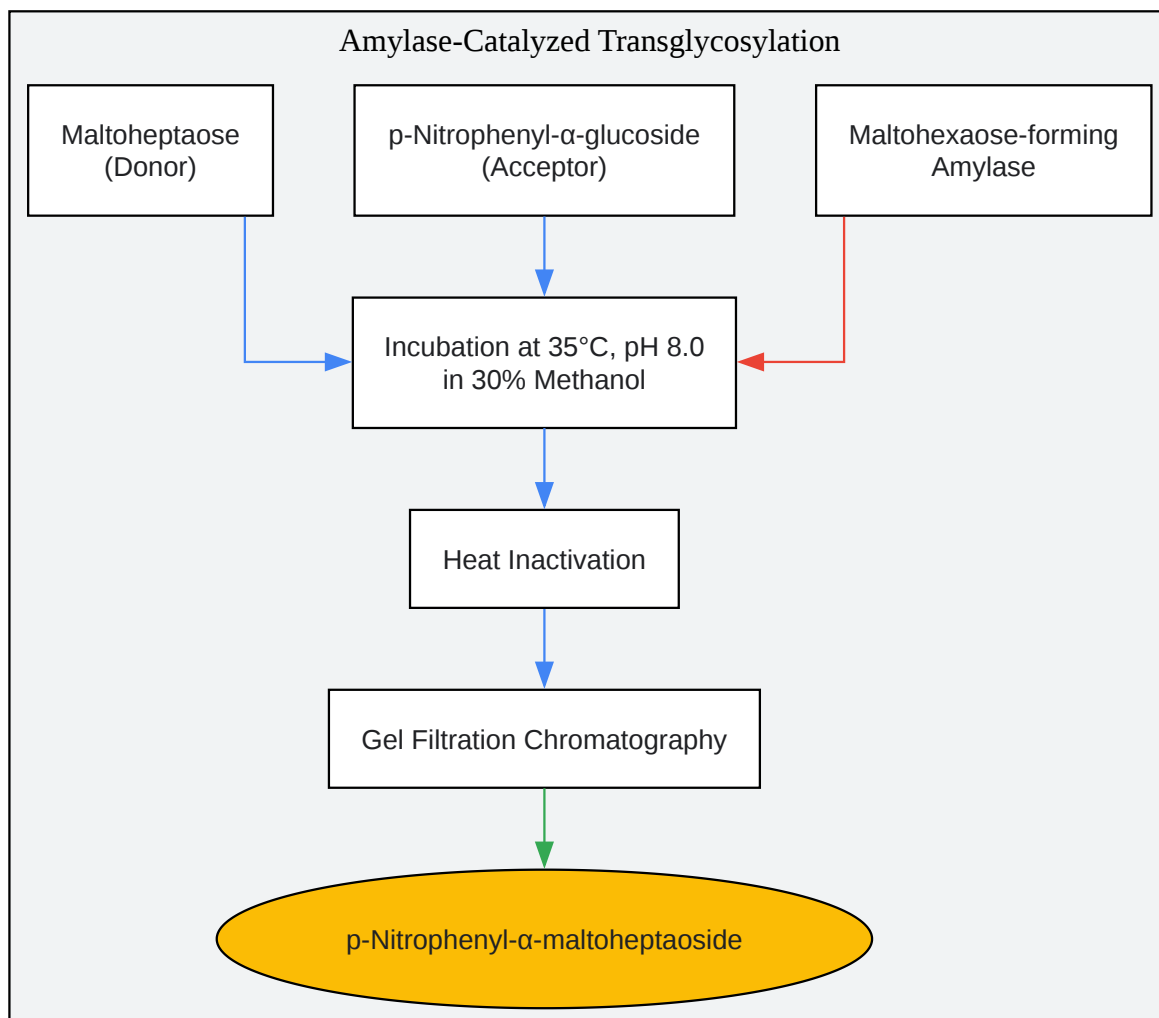 Amylase-Catalyzed Transglycosylation
Maltoheptaose
(Donor)
p-Nitrophenyl-α-glucoside
(Acceptor)
Maltohexaose-forming
Amylase
Incubation at 35°C, pH 8.0
in 30% Methanol
Heat Inactivation
Gel Filtration Chromatography
p-Nitrophenyl-α-maltoheptaoside